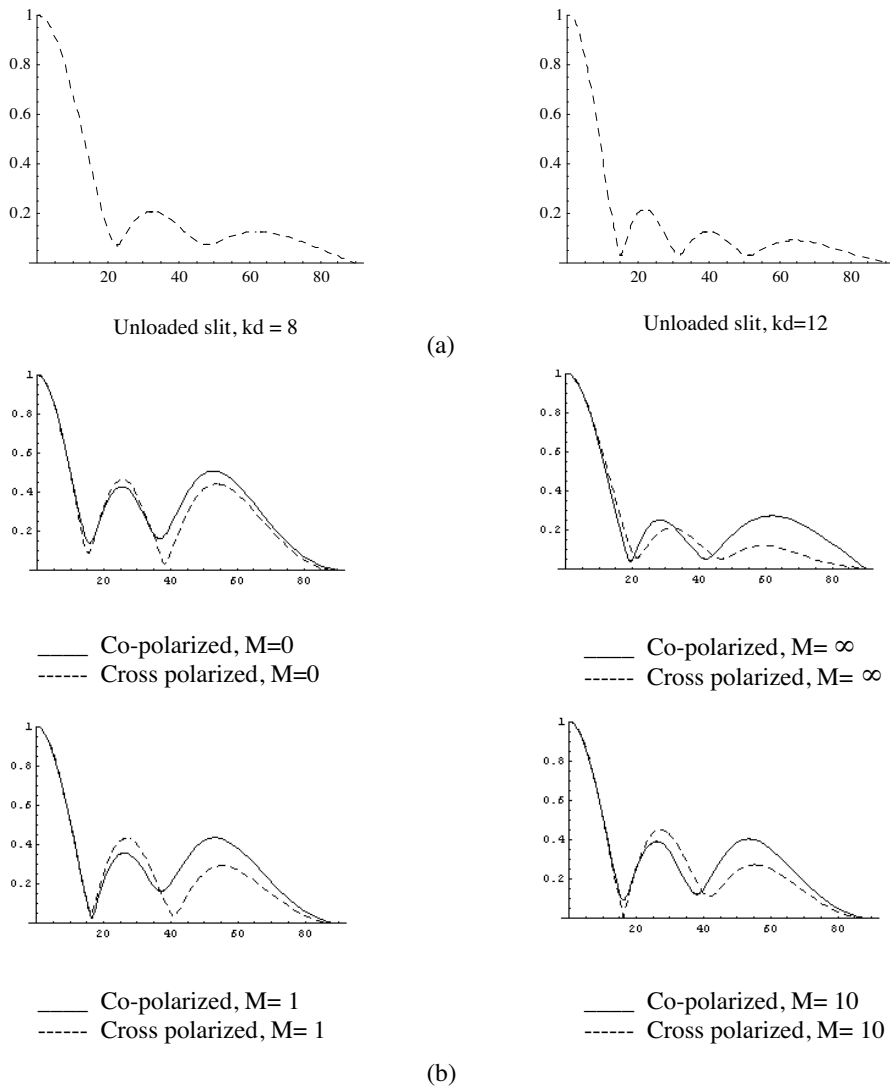 1
0.8
0.6
0.4
0.2
20 40 60 80
Unloaded slit, kd = 8
1
0.8
0.6
0.4
0.2
20 40 60 80
Unloaded slit, kd=12
(a)
1
0.8
0.6
0.4
0.2
20 40 60 80
____ Co-polarized, M=0
------ Cross polarized, M=0
1
0.8
0.6
0.4
0.2
20 40 60 80
____ Co-polarized, M= ∞
------ Cross polarized, M= ∞
1
0.8
0.6
0.4
0.2
20 40 60 80
____ Co-polarized, M= 1
------ Cross polarized, M= 1
1
0.8
0.6
0.4
0.2
20 40 60 80
____ Co-polarized, M= 10
------ Cross polarized, M= 10
(b)